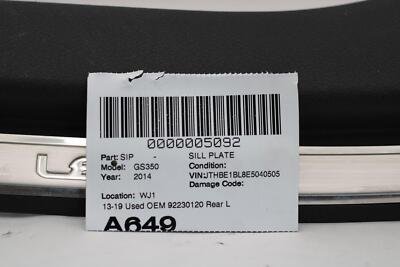 0000005092
Part: SIP - SILL PLATE
Model: GS350 Condition:
Year: 2014 VIN:JTHBE1BL8E5040505
Damage Code:
Location: WJ1
13-19 Used OEM 92230120 Rear L
A649